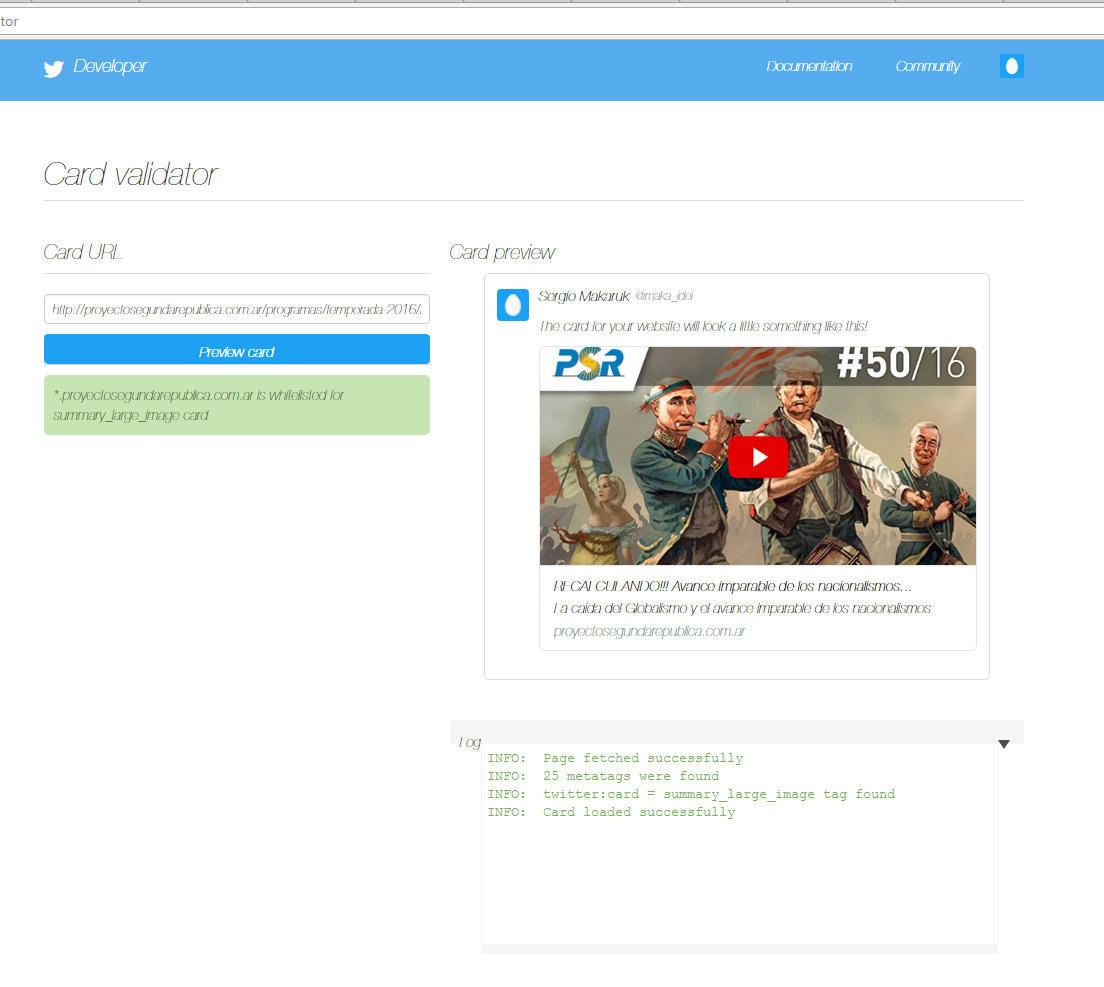 tor
Developer
Documentation
Community
Card validator
Card URL
http://proyectosegundarepublica.com.ar/programas/temporada-2016/
Preview card
*.proyectosegundarepublica.com.ar is whitelisted for
summary_large_image card
Card preview
Sergio Makaruk @maka_idei
The card for your website will look a little something like this!
PSR
#50/16
RECALCULANDO!!! Avance imparable de los nacionalismos...
La caída del Globalismo y el avance imparable de los nacionalismos
proyectosegundarepublica.com.ar
Log
INFO: Page fetched successfully
INFO: 25 metatags were found
INFO: twitter:card = summary_large_image tag found
INFO: Card loaded successfully